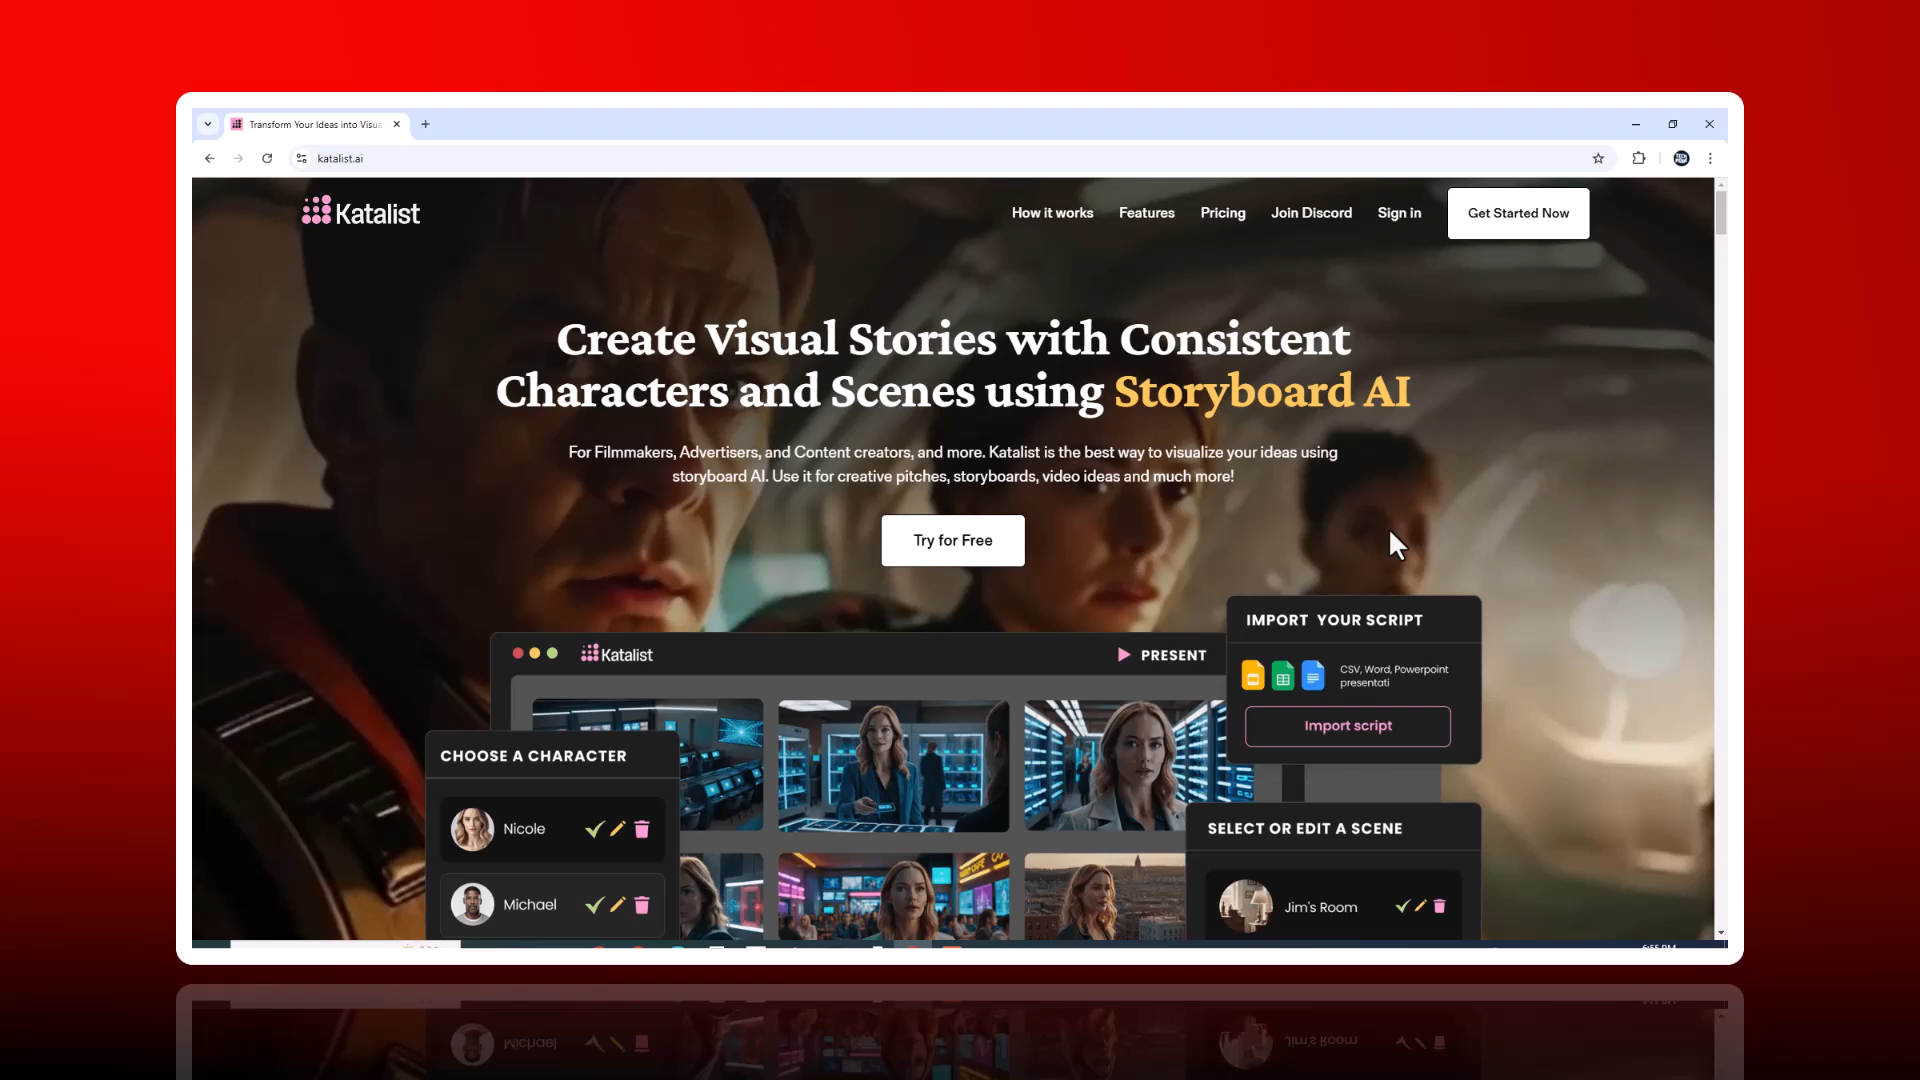 Transform Your Ideas into Visua
katalist.ai
Katalist
How it works
Features
Pricing
Join Discord
Sign in
Get Started Now
Create Visual Stories with Consistent
Characters and Scenes using Storyboard AI
For Filmmakers, Advertisers, and Content creators, and more. Katalist is the best way to visualize your ideas using
storyboard AI. Use it for creative pitches, storyboards, video ideas and much more!
Try for Free
Katalist
PRESENT
IMPORT YOUR SCRIPT
CSV, Word, Powerpoint
presentati
Import script
CHOOSE A CHARACTER
Nicole
Michael
SELECT OR EDIT A SCENE
Jim's Room